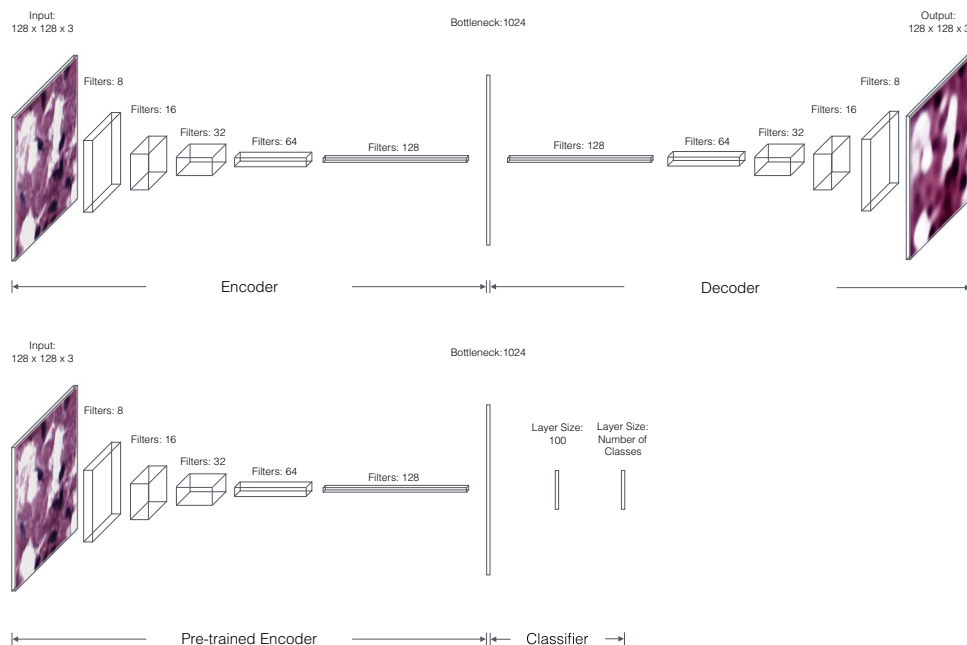 Input:
128 x 128 x 3
Bottleneck:1024
Output:
128 x 128 x 3
Filters: 8
Filters: 16
Filters: 32
Filters: 64
Filters: 128
Filters: 128
Filters: 64
Filters: 32
Filters: 16
Filters: 8
Encoder
Decoder
Input:
128 x 128 x 3
Bottleneck:1024
Filters: 8
Filters: 16
Filters: 32
Filters: 64
Filters: 128
Layer Size:
100
Layer Size:
Number of
Classes
Pre-trained Encoder
Classifier